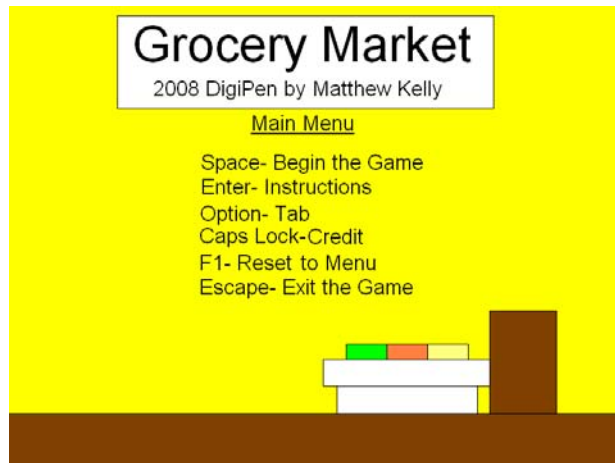 Grocery Market
2008 DigiPen by Matthew Kelly
Main Menu
Space- Begin the Game
Enter- Instructions
Option- Tab
Caps Lock-Credit
F1- Reset to Menu
Escape- Exit the Game